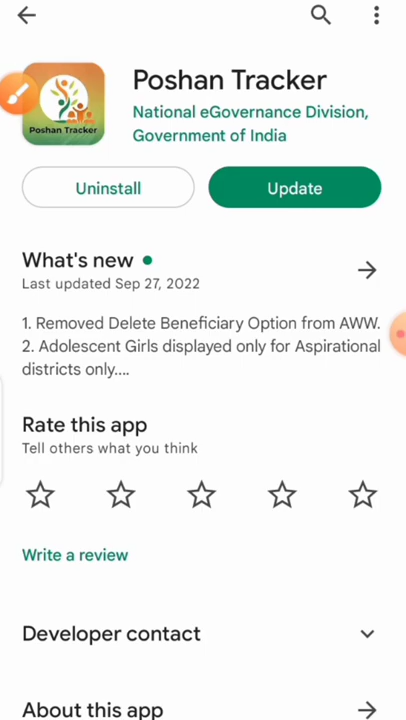 Poshan Tracker
Poshan Tracker
National eGovernance Division,
Government of India
Uninstall
Update
What's new
Last updated Sep 27, 2022
1. Removed Delete Beneficiary Option from AWW.
2. Adolescent Girls displayed only for Aspirational
districts only....
Rate this app
Tell others what you think
Write a review
Developer contact
About this app